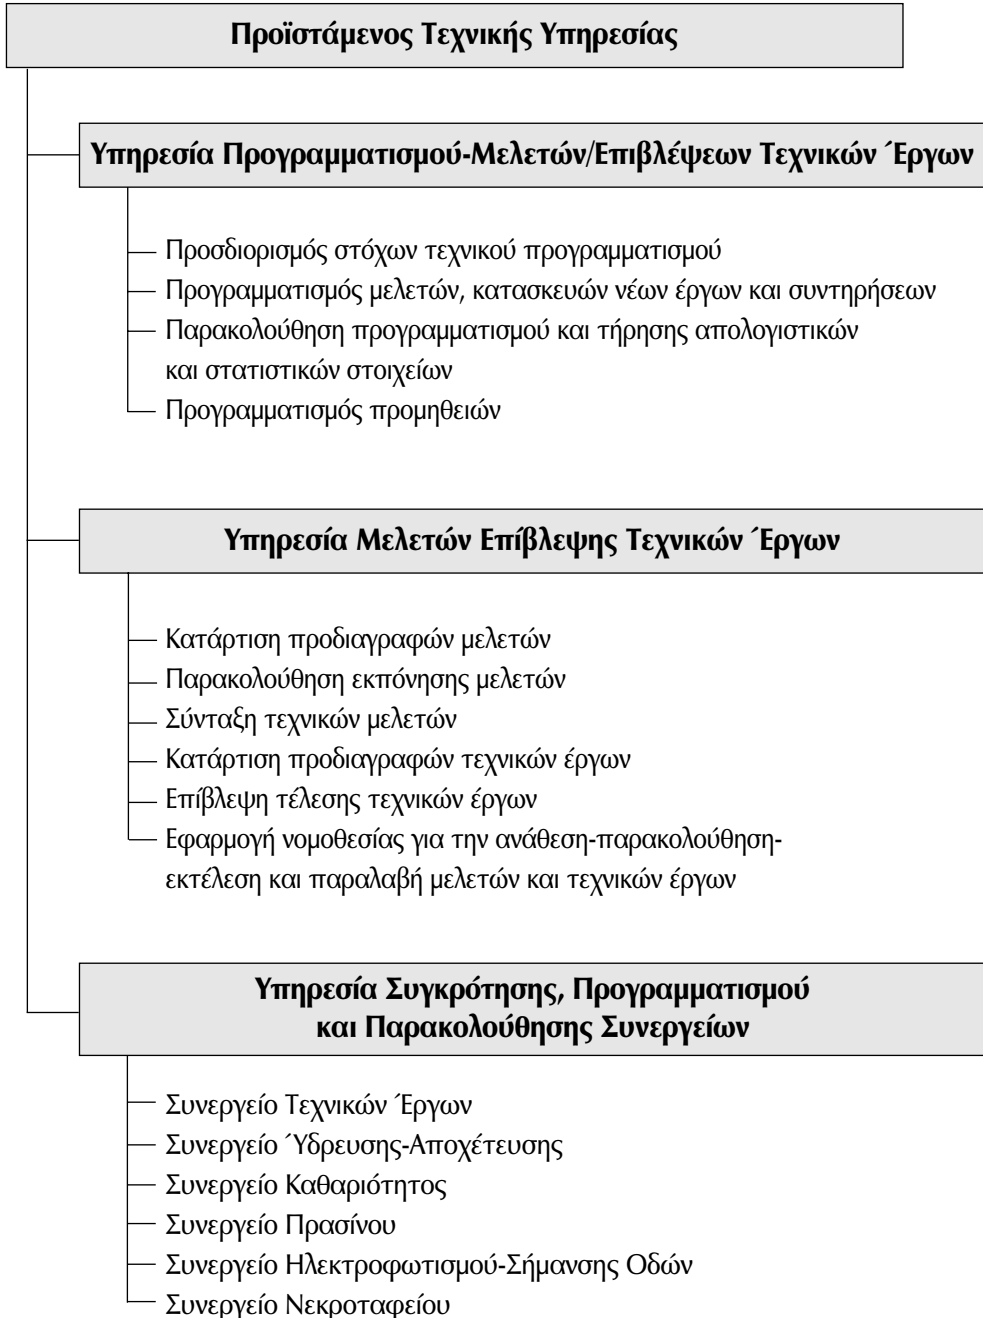 Προϊστάμενος Τεχνικής Υπηρεσίας
Υπηρεσία Προγραμματισμού-Μελετών/Επιβλέψεων Τεχνικών Έργων
Προσδιορισμός στόχων τεχνικού προγραμματισμού
Προγραμματισμός μελετών, κατασκευών νέων έργων και συντηρήσεων
Παρακολούθηση προγραμματισμού και τήρησης απολογιστικών
και στατιστικών στοιχείων
Προγραμματισμός προμηθειών
Υπηρεσία Μελετών Επίβλεψης Τεχνικών Έργων
Κατάρτιση προδιαγραφών μελετών
Παρακολούθηση εκπόνησης μελετών
Σύνταξη τεχνικών μελετών
Κατάρτιση προδιαγραφών τεχνικών έργων
Επίβλεψη τέλεσης τεχνικών έργων
Εφαρμογή νομοθεσίας για την ανάθεση-παρακολούθηση-
εκτέλεση και παραλαβή μελετών και τεχνικών έργων
Υπηρεσία Συγκρότησης, Προγραμματισμού
και Παρακολούθησης Συνεργείων
Συνεργείο Τεχνικών Έργων
Συνεργείο Ύδρευσης-Αποχέτευσης
Συνεργείο Καθαριότητος
Συνεργείο Πρασίνου
Συνεργείο Ηλεκτροφωτισμού-Σήμανσης Οδών
Συνεργείο Νεκροταφείου